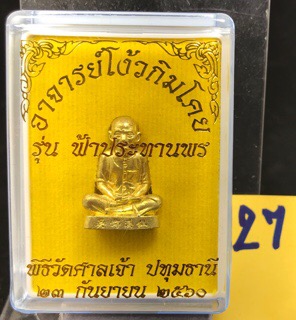 อาจารย์โง้วกิมโคย
รุ่น ฟ้าประทานพร
พิธีวัดศาลเจ้า ปทุมธานี
๒๓ กันยายน ๒๕๖๐
27